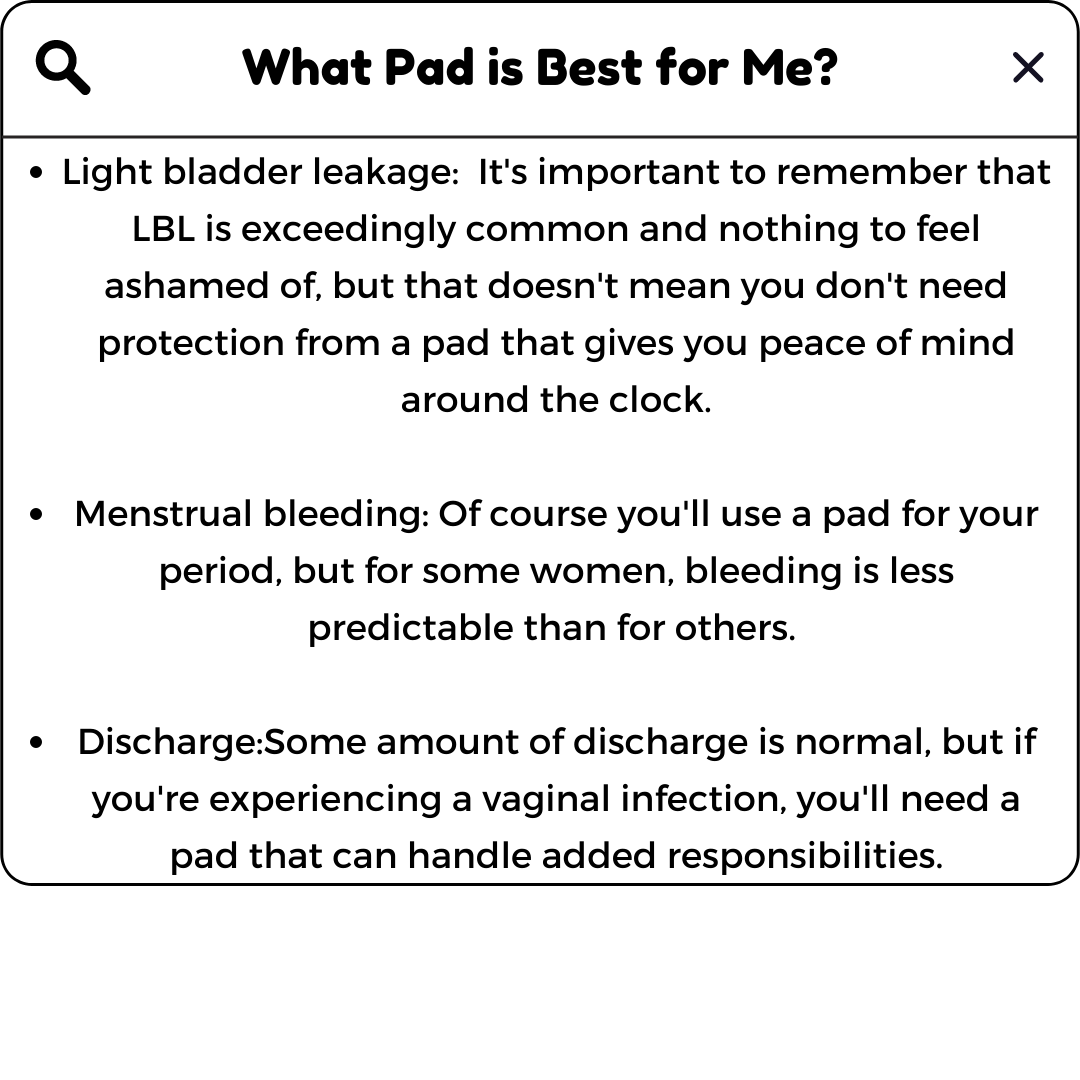 What Pad is Best for Me?
• Light bladder leakage:  It's important to remember that
LBL is exceedingly common and nothing to feel
ashamed of, but that doesn't mean you don't need
protection from a pad that gives you peace of mind
around the clock.
• Menstrual bleeding: Of course you'll use a pad for your
period, but for some women, bleeding is less
predictable than for others.
• Discharge:Some amount of discharge is normal, but if
you're experiencing a vaginal infection, you'll need a
pad that can handle added responsibilities.